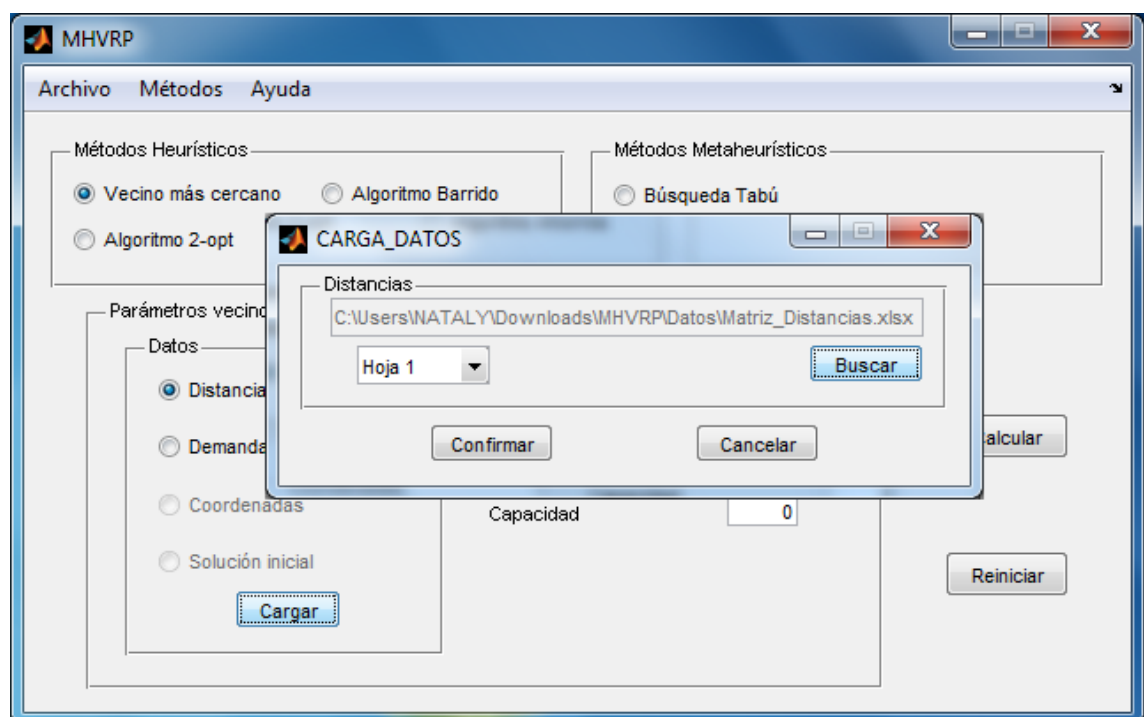 MHVRP
Archivo Métodos Ayuda
Métodos Heurísticos
Métodos Metaheurísticos
Vecino más cercano Algoritmo Barrido
Búsqueda Tabú
Algoritmo 2-opt
CARGA_DATOS
Distancias
C:\Users\NATALY\Downloads\MHVRP\Datos\Matriz_Distancias.xlsx
Hoja 1
Buscar
Confirmar
Cancelar
Parámetros vecino
Datos
Distancia
Demanda
Coordenadas
Solución inicial
Cargar
Capacidad 0
alcular
Reiniciar